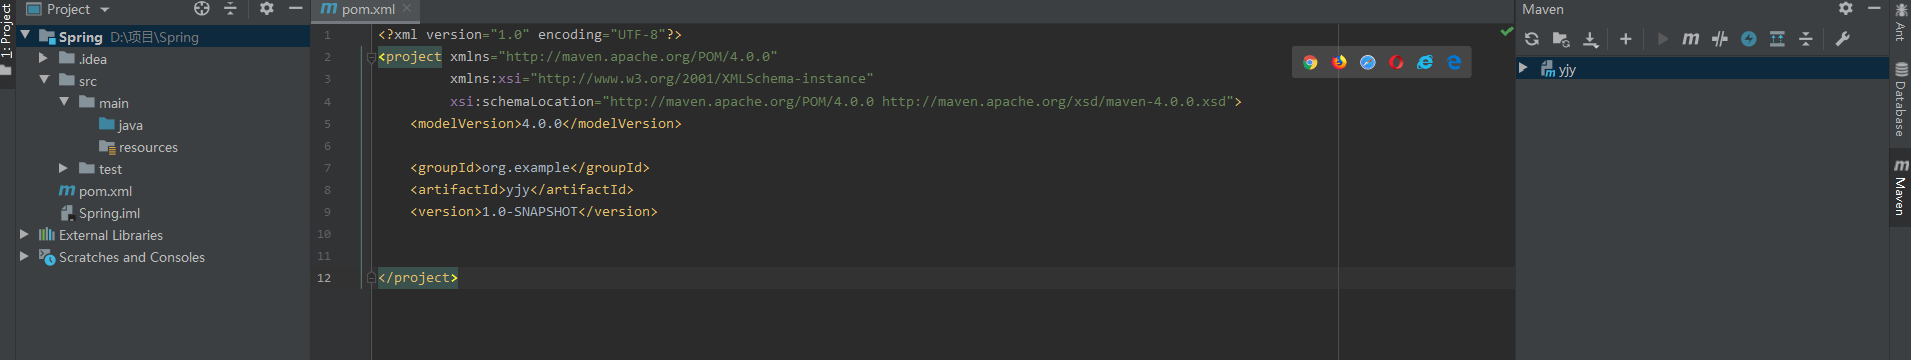 Project
pom.xml
Maven
1: Project
Spring D:\项目\Spring
.idea
src
main
java
resources
test
pom.xml
Spring.iml
External Libraries
Scratches and Consoles
1 <?xml version="1.0" encoding="UTF-8"?>
2 <project xmlns="http://maven.apache.org/POM/4.0.0"
3 xmlns:xsi="http://www.w3.org/2001/XMLSchema-instance"
4 xsi:schemaLocation="http://maven.apache.org/POM/4.0.0 http://maven.apache.org/xsd/maven-4.0.0.xsd">
5 <modelVersion>4.0.0</modelVersion>
6
7 <groupId>org.example</groupId>
8 <artifactId>yjy</artifactId>
9 <version>1.0-SNAPSHOT</version>
10
11
12 </project>
yjy
Ant
Database
Maven